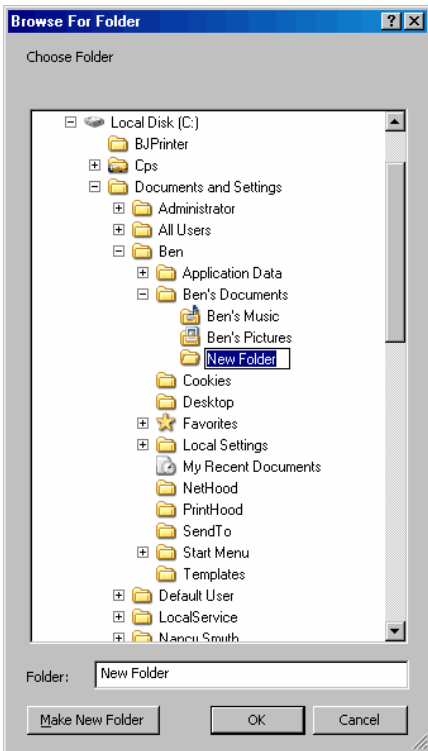 Browse For Folder
Choose Folder
Local Disk (C:)
BJPrinter
Cps
Documents and Settings
Administrator
All Users
Ben
Application Data
Ben's Documents
Ben's Music
Ben's Pictures
New Folder
Cookies
Desktop
Favorites
Local Settings
My Recent Documents
NetHood
PrintHood
SendTo
Start Menu
Templates
Default User
LocalService
Nancy Smuth
Folder: New Folder
Make New Folder OK Cancel